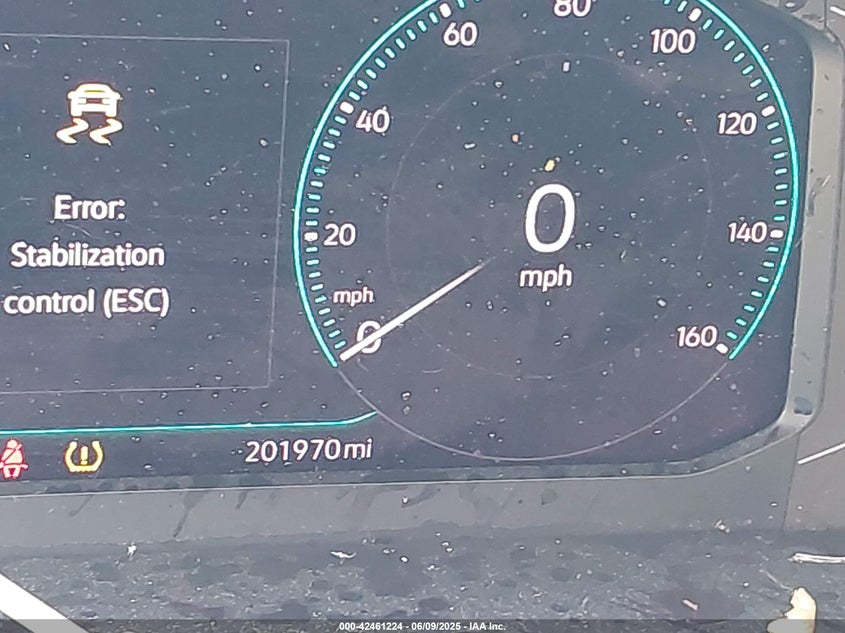 Error:
Stabilization
control (ESC)
0
20
40
60
80
100
120
140
160
mph
0
mph
201970mi
000-42461224 - 06/09/2025 - IAA Inc.